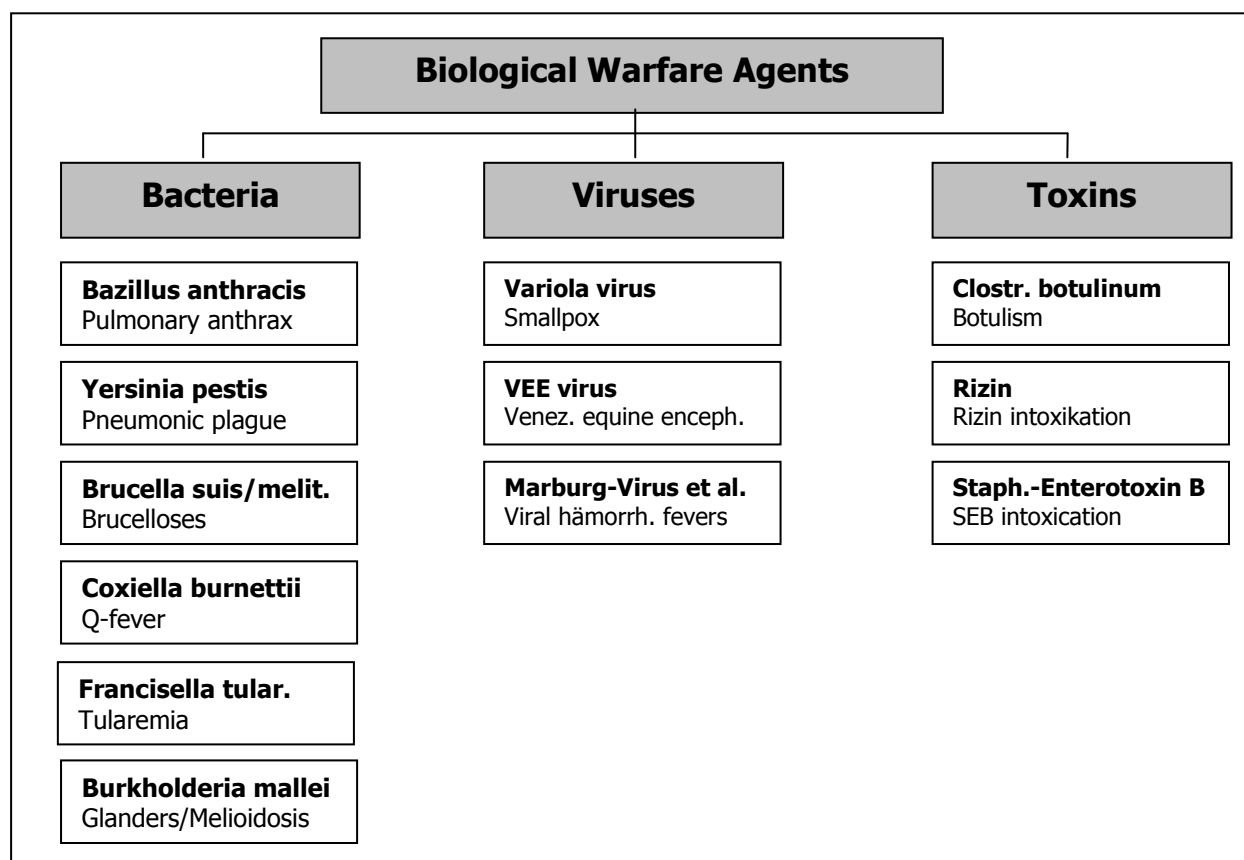 Biological Warfare Agents
Bacteria
Bazillus anthracis
Pulmonary anthrax
Yersinia pestis
Pneumonic plague
Brucella suis/melit.
Brucelloses
Coxiella burnettii
Q-fever
Francisella tular.
Tularemia
Burkholderia mallei
Glanders/Melioidosis
Viruses
Variola virus
Smallpox
VEE virus
Venez. equine enceph.
Marburg-Virus et al.
Viral hämorrh. fevers
Toxins
Clostr. botulinum
Botulism
Rizin
Rizin intoxikation
Staph.-Enterotoxin B
SEB intoxication